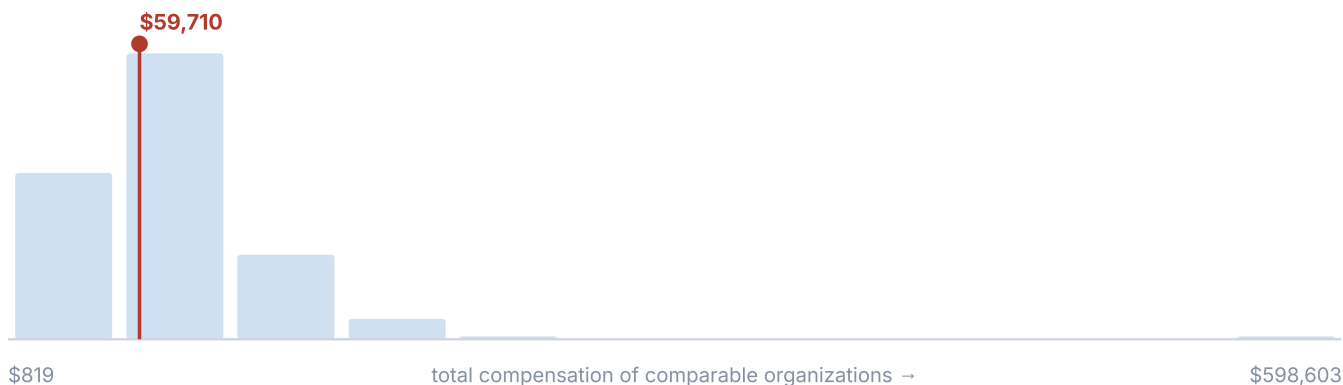 $59,710
$819
total compensation of comparable organizations →
$598,603